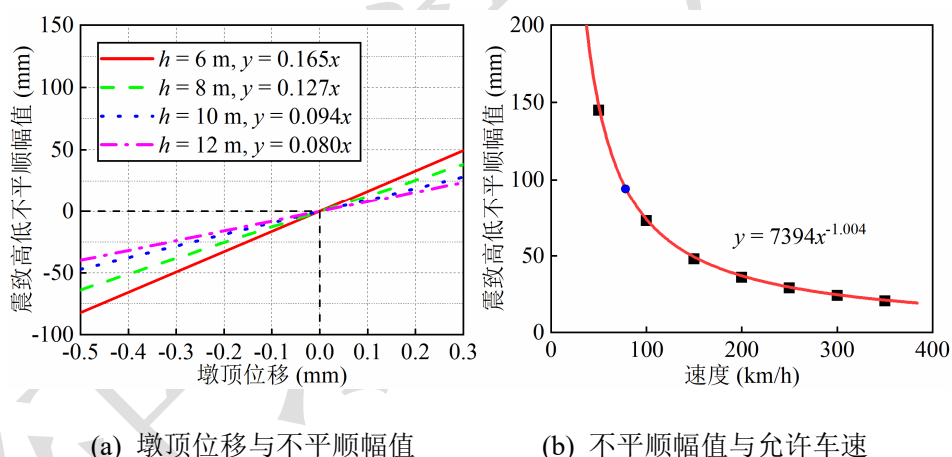 150
100
50
0
-50
-100
震致高低不平顺幅值 (mm)
h = 6 m, y = 0.165x
h = 8 m, y = 0.127x
h = 10 m, y = 0.094x
h = 12 m, y = 0.080x
-0.5 -0.4 -0.3 -0.2 -0.1 0.0 0.1 0.2 0.3
墩顶位移 (mm)
(a) 墩顶位移与不平顺幅值
200
150
100
50
0
震致高低不平顺幅值 (mm)
y = 7394x^-1.004
0 100 200 300 400
速度 (km/h)
(b) 不平顺幅值与允许车速